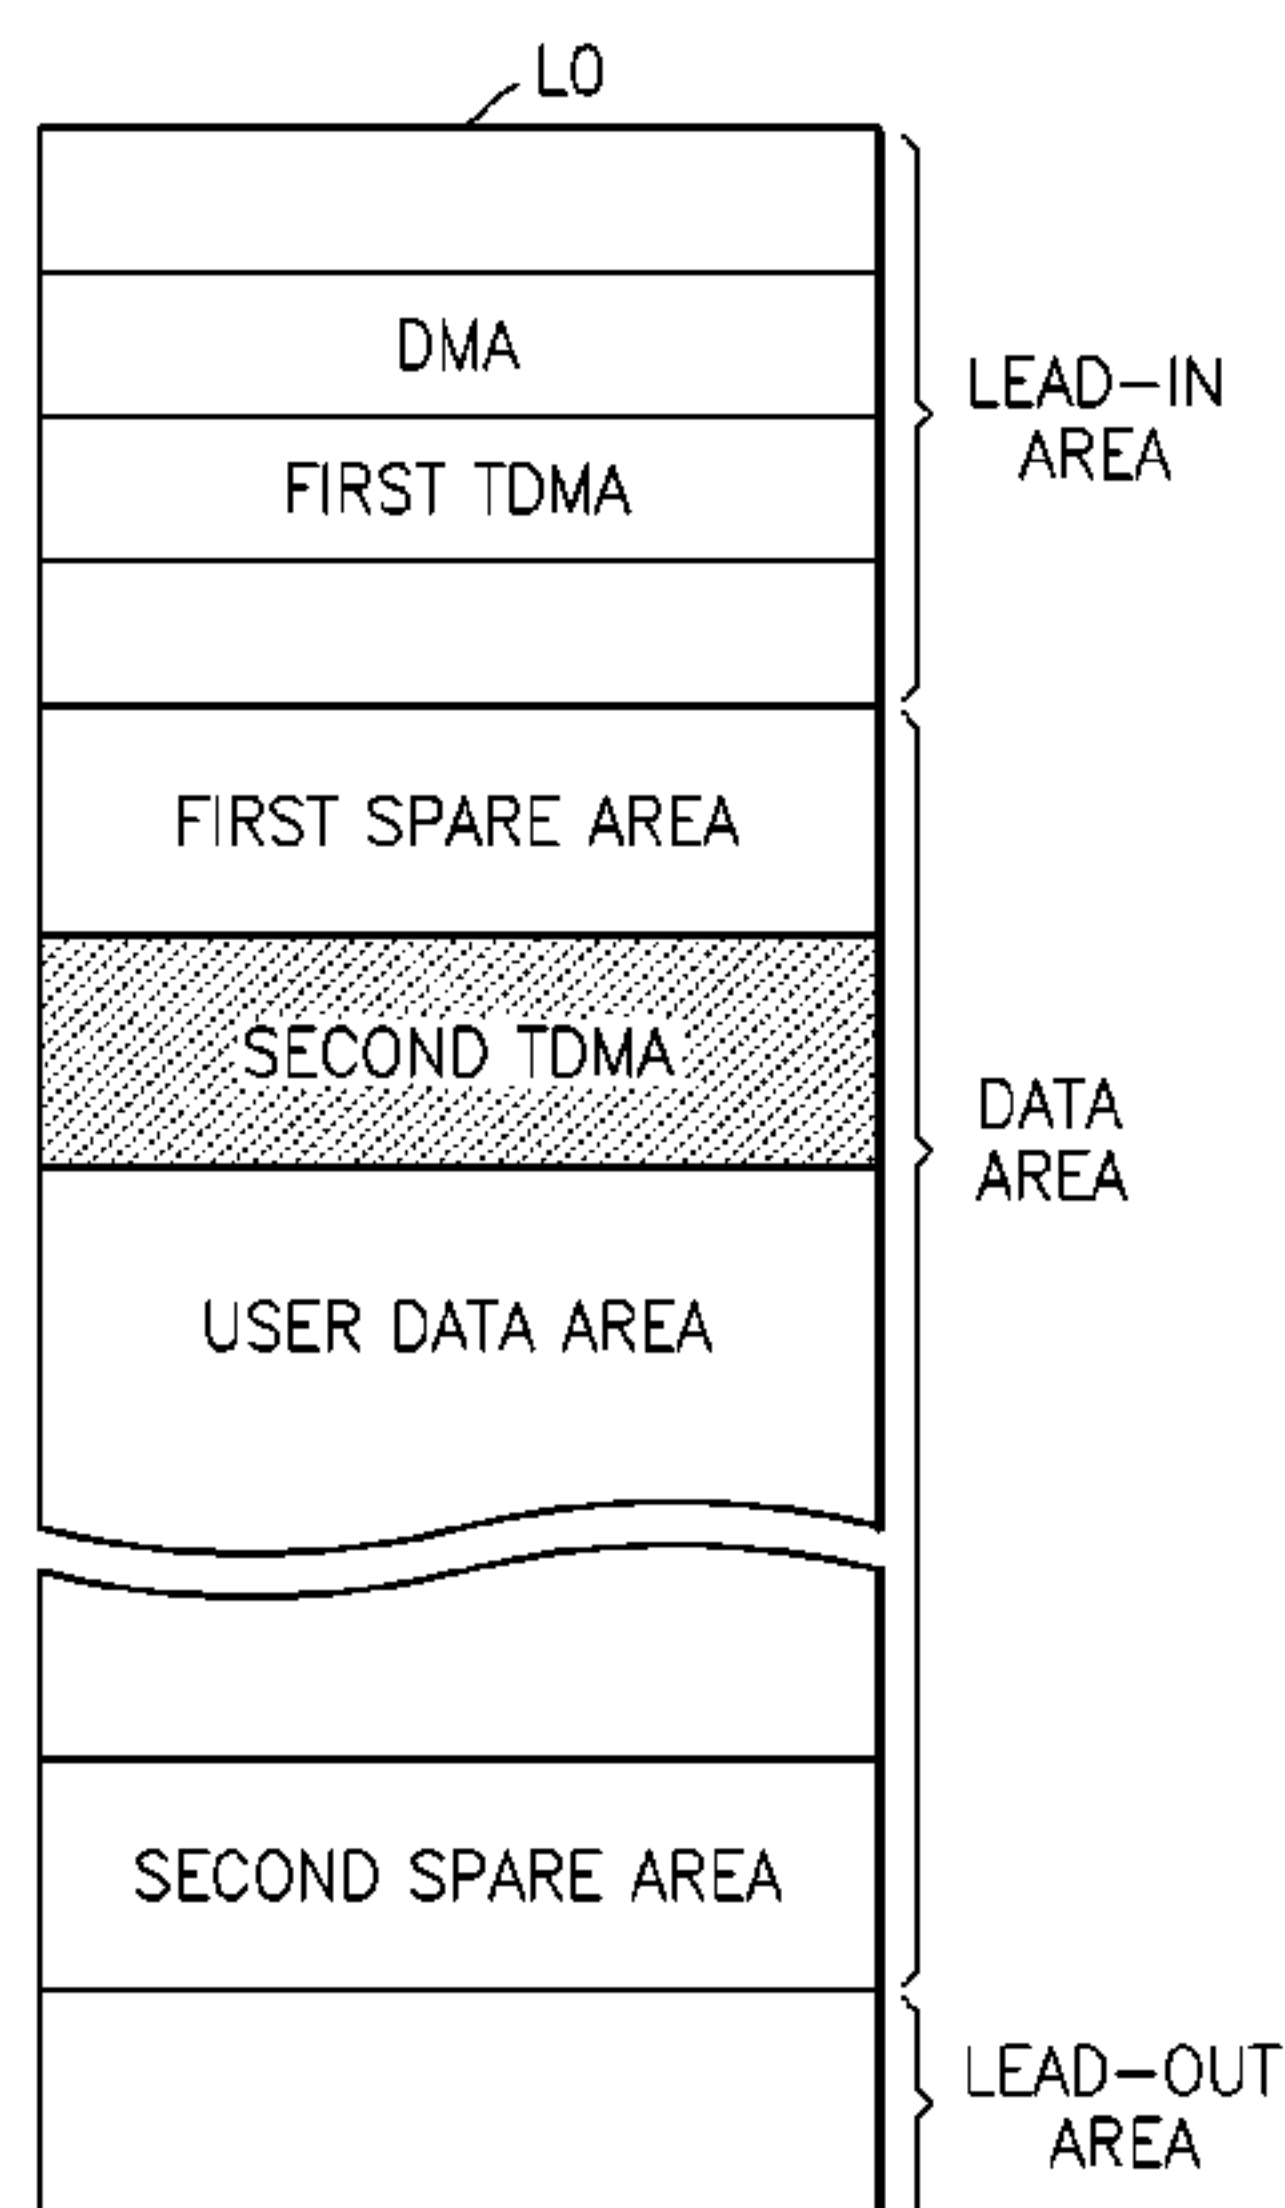 L0
DMA
FIRST TDMA
LEAD-IN
AREA
FIRST SPARE AREA
SECOND TDMA
USER DATA AREA
DATA
AREA
SECOND SPARE AREA
LEAD-OUT
AREA